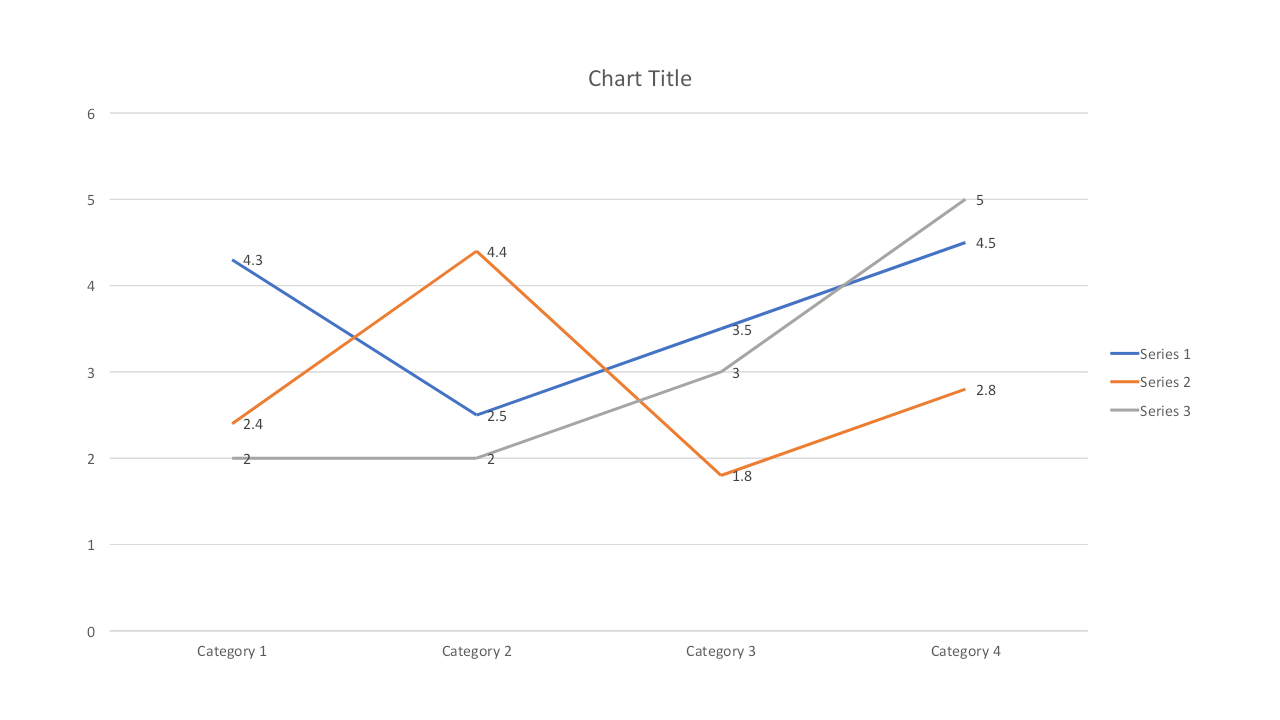 Chart Title
6
5
4
3
2
1
0
4.3
2.4
2
4.4
2.5
2
3.5
3
1.8
5
4.5
2.8
Category 1
Category 2
Category 3
Category 4
Series 1
Series 2
Series 3